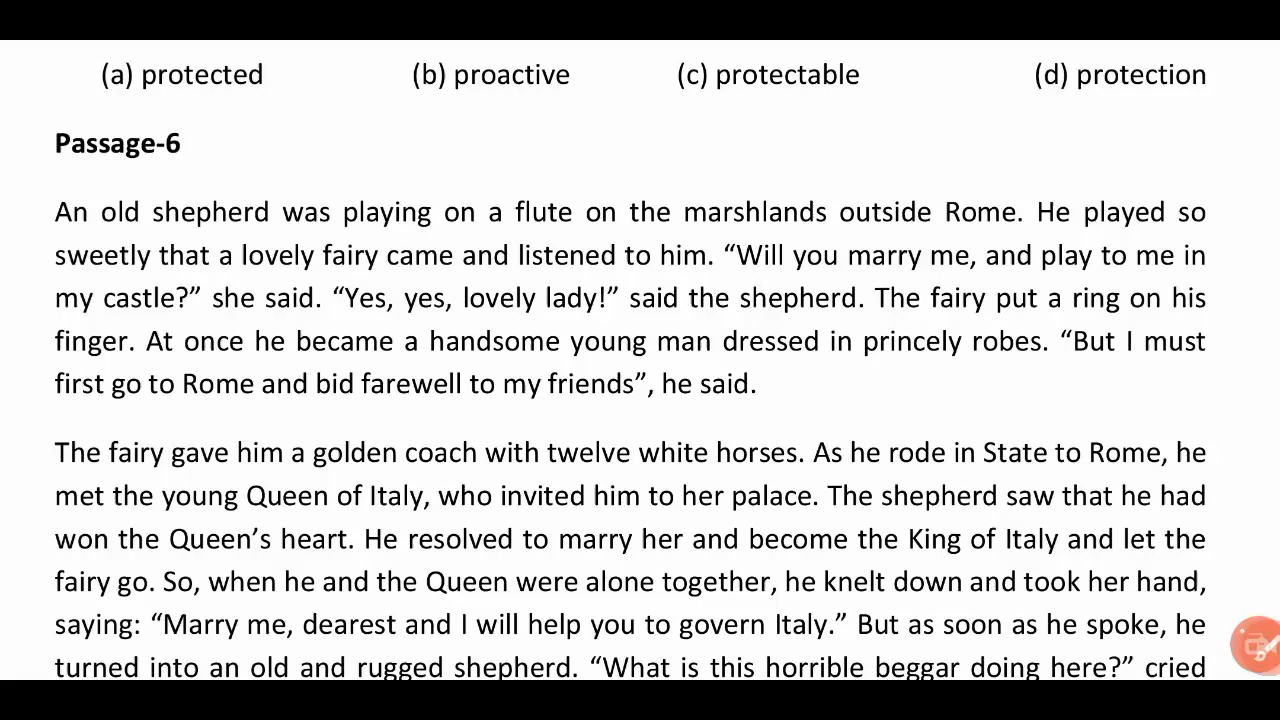 (a) protected (b) proactive (c) protectable (d) protection
Passage-6
An old shepherd was playing on a flute on the marshlands outside Rome. He played so
sweetly that a lovely fairy came and listened to him. “Will you marry me, and play to me in
my castle?” she said. “Yes, yes, lovely lady!” said the shepherd. The fairy put a ring on his
finger. At once he became a handsome young man dressed in princely robes. “But I must
first go to Rome and bid farewell to my friends”, he said.
The fairy gave him a golden coach with twelve white horses. As he rode in State to Rome, he
met the young Queen of Italy, who invited him to her palace. The shepherd saw that he had
won the Queen’s heart. He resolved to marry her and become the King of Italy and let the
fairy go. So, when he and the Queen were alone together, he knelt down and took her hand,
saying: “Marry me, dearest and I will help you to govern Italy.” But as soon as he spoke, he
turned into an old and rugged shepherd. “What is this horrible beggar doing here?” cried